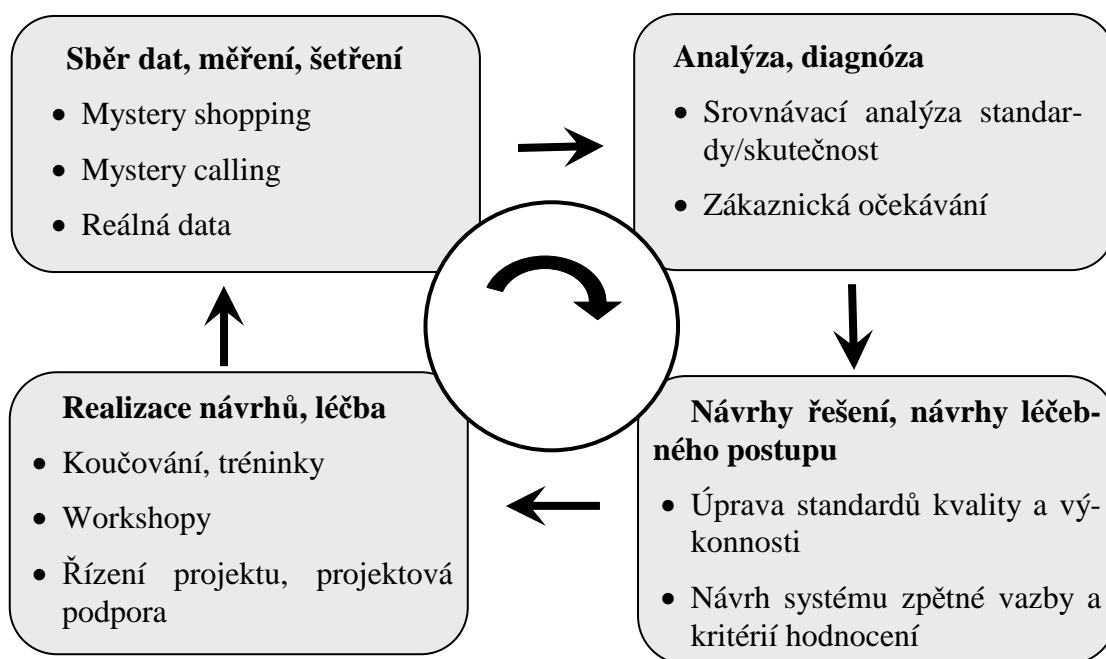 Sběr dat, měření, šetření
• Mystery shopping
• Mystery calling
• Reálná data
Analýza, diagnóza
• Srovnávací analýza standar-
dy/skutečnost
• Zákaznická očekávání
Návrhy řešení, návrhy léčeb-
ného postupu
• Úprava standardů kvality a vý-
konnosti
• Návrh systému zpětné vazby a
kritérií hodnocení
Realizace návrhů, léčba
• Koučování, tréninky
• Workshopy
• Řízení projektu, projektová
podpora